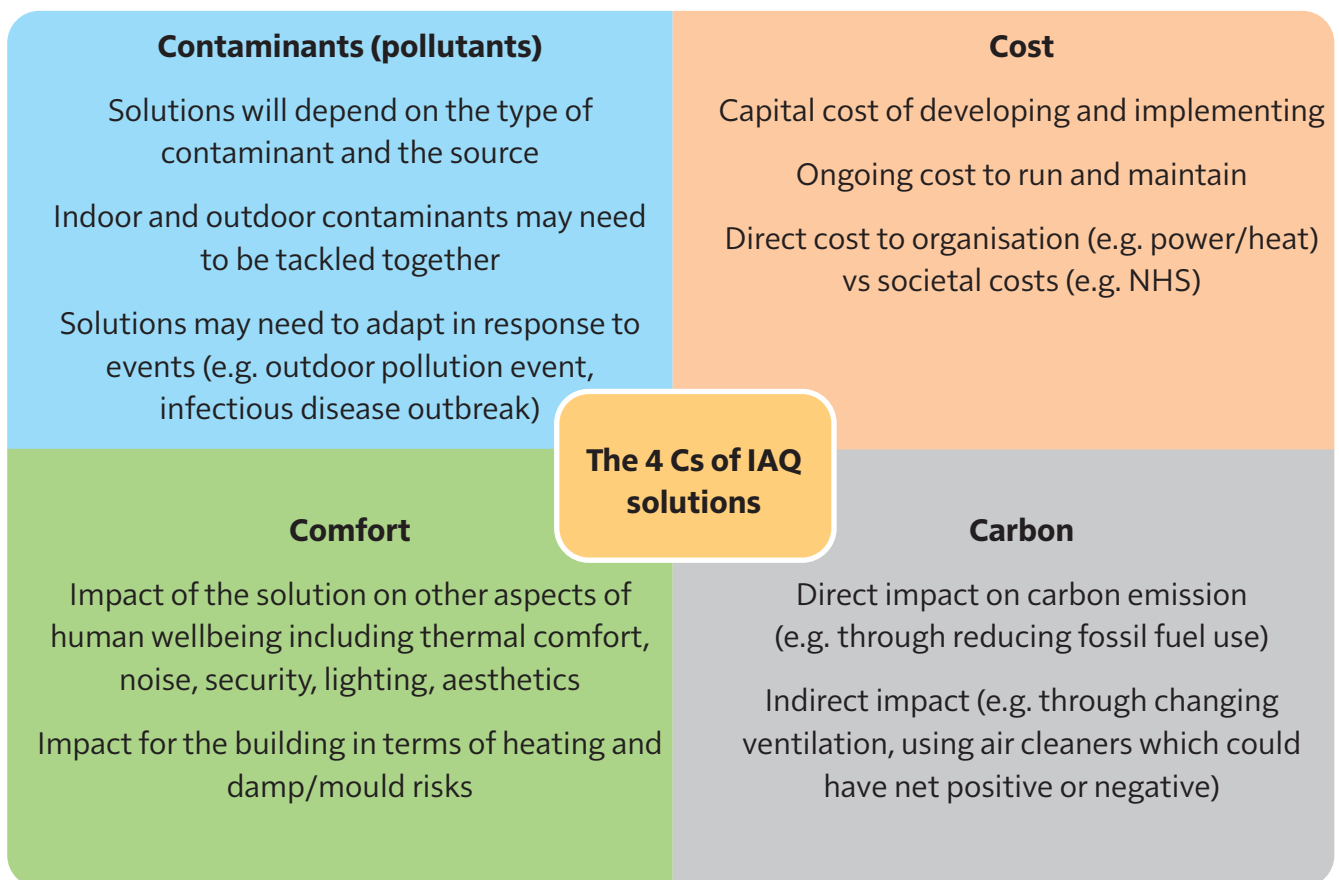 Contaminants (pollutants)
Solutions will depend on the type of
contaminant and the source
Indoor and outdoor contaminants may need
to be tackled together
Solutions may need to adapt in response to
events (e.g. outdoor pollution event,
infectious disease outbreak)
Cost
Capital cost of developing and implementing
Ongoing cost to run and maintain
Direct cost to organisation (e.g. power/heat)
vs societal costs (e.g. NHS)
The 4 Cs of IAQ
solutions
Comfort
Impact of the solution on other aspects of
human wellbeing including thermal comfort,
noise, security, lighting, aesthetics
Impact for the building in terms of heating and
damp/mould risks
Carbon
Direct impact on carbon emission
(e.g. through reducing fossil fuel use)
Indirect impact (e.g. through changing
ventilation, using air cleaners which could
have net positive or negative)